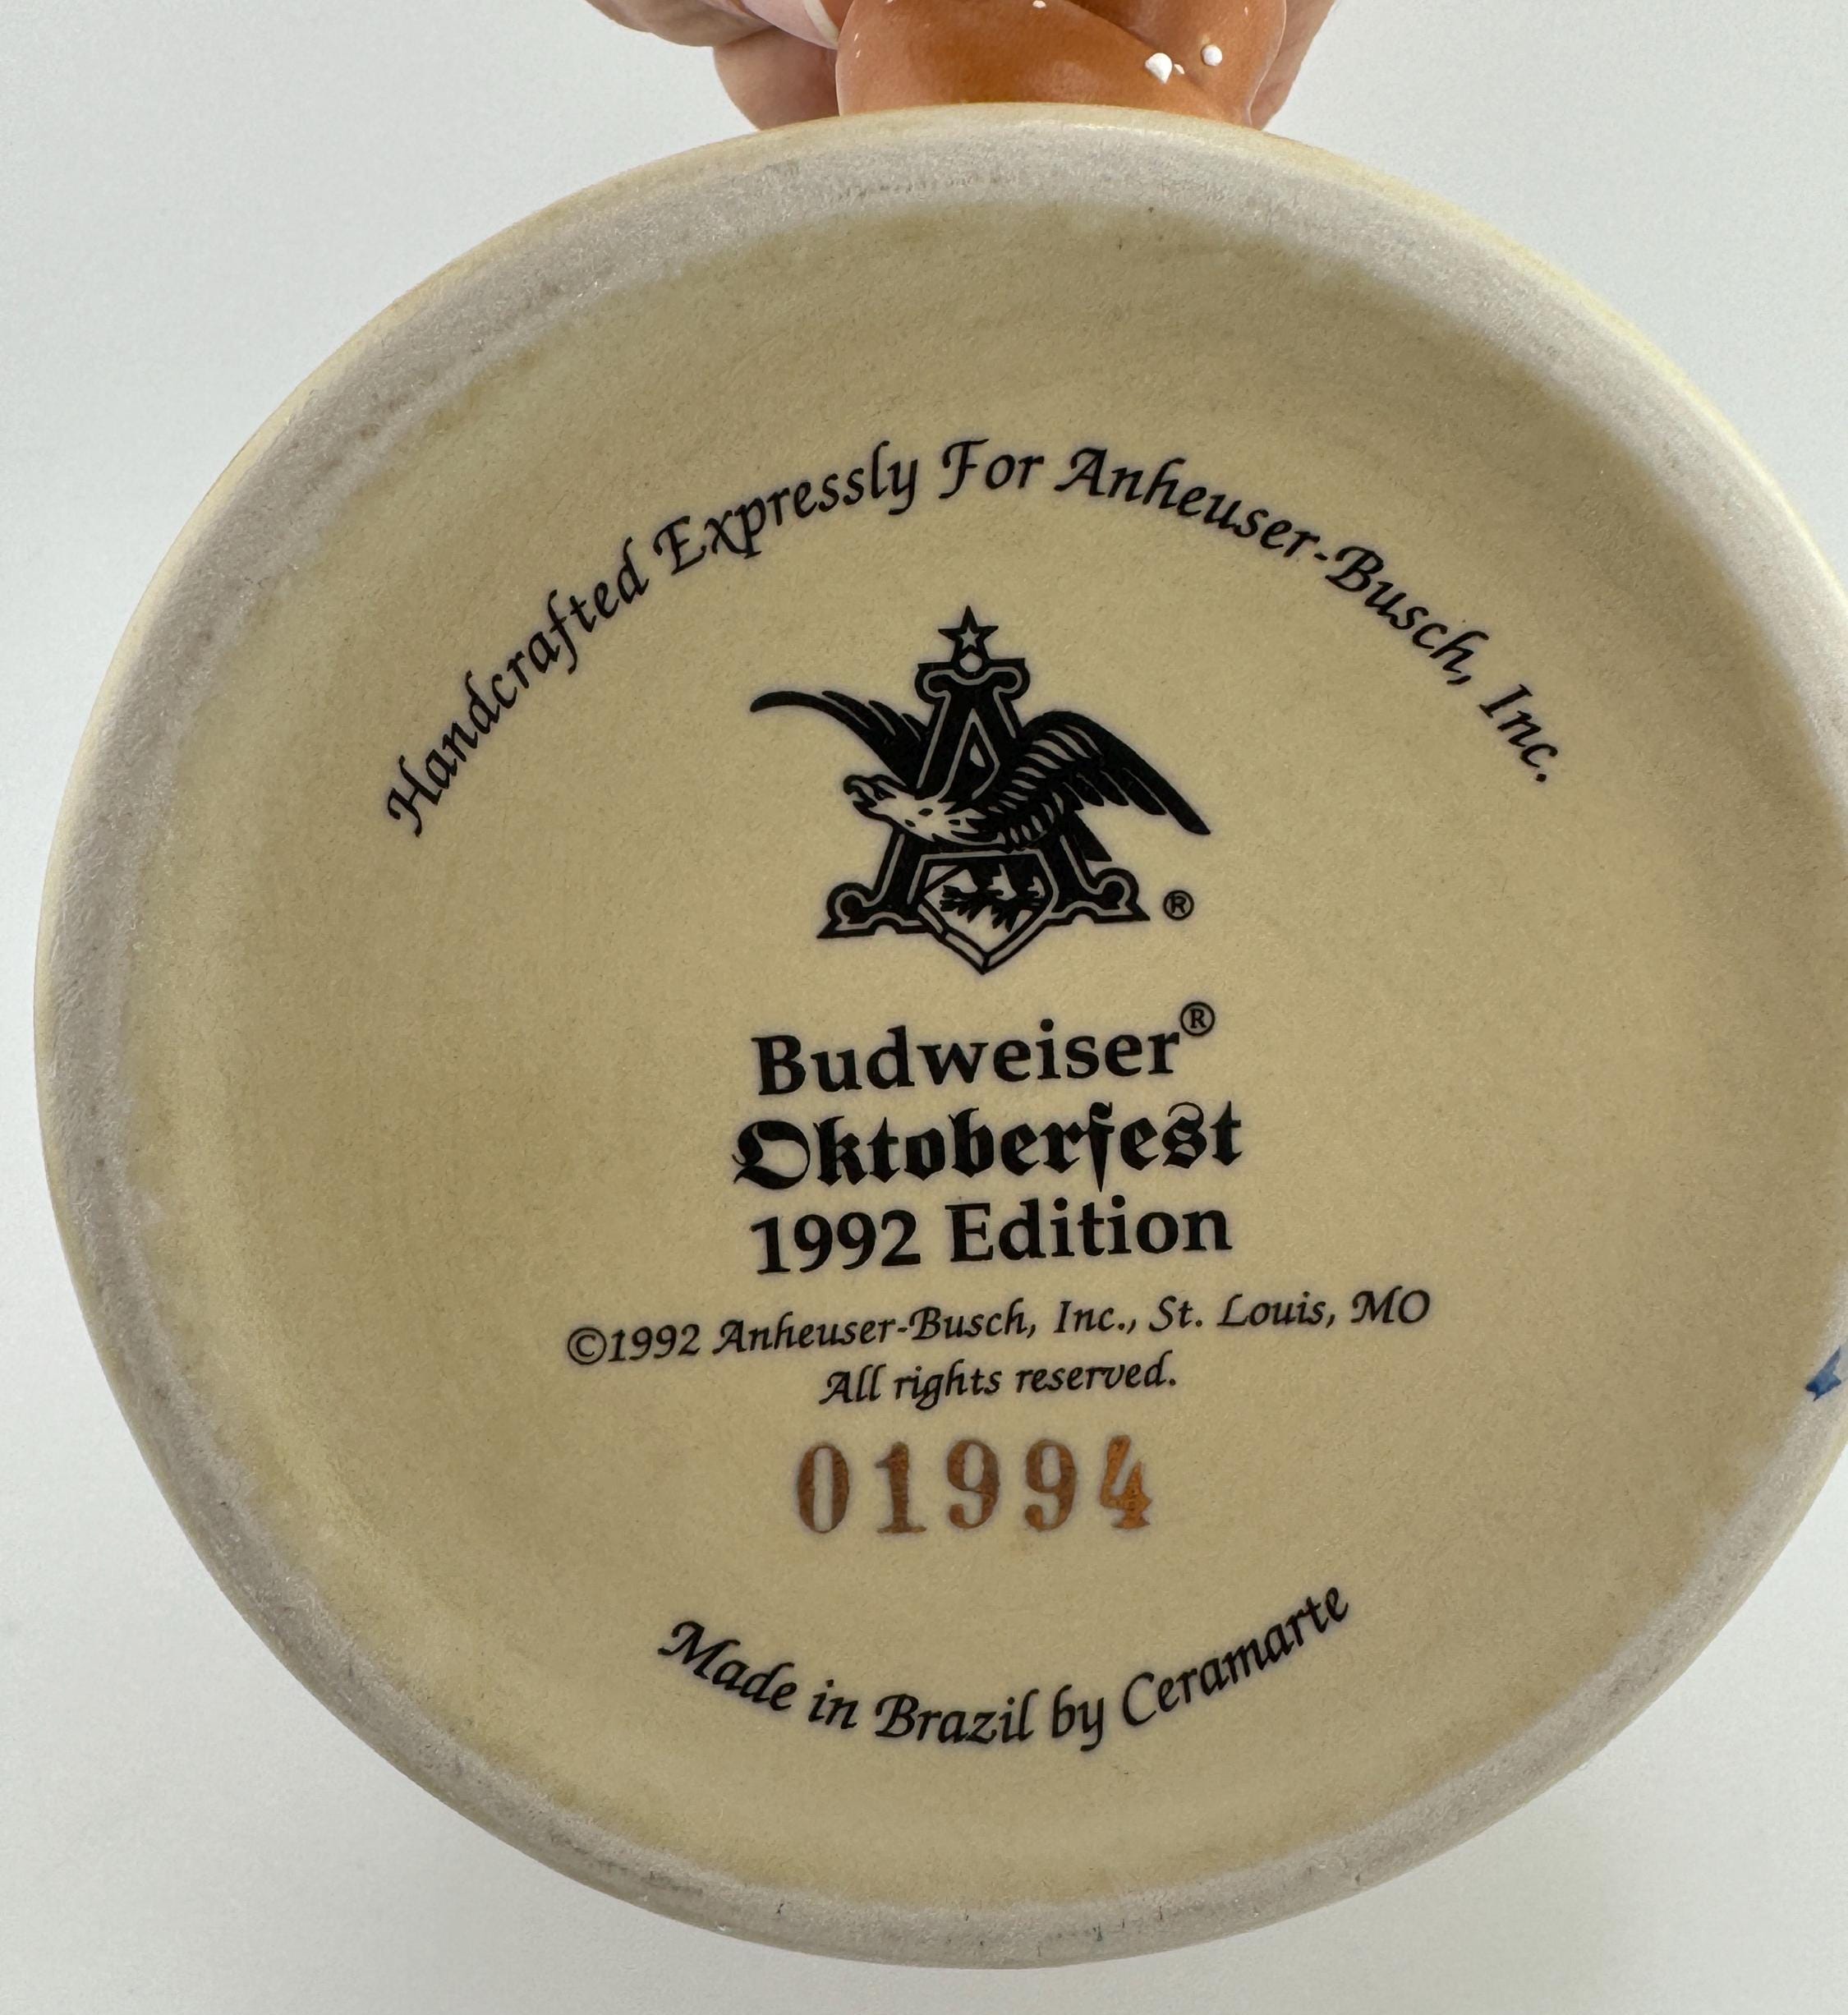 Handcrafted Expressly For Anheuser-Busch, Inc.
A
®
Budweiser®
Oktoberfest
1992 Edition
©1992 Anheuser-Busch, Inc., St. Louis, MO
All rights reserved.
01994
Made in Brazil by Ceramarte